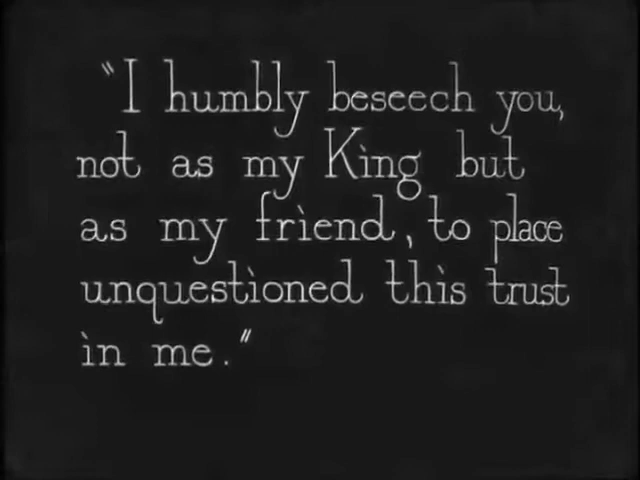 "I humbly beseech you,
not as my King but
as my friend, to place
unquestioned this trust
in me."